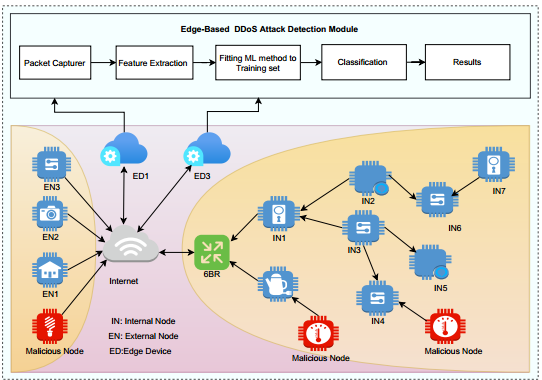 Edge-Based DDoS Attack Detection Module
Packet Capturer
Feature Extraction
Fitting ML method to
Training set
Classification
Results
ED1
ED3
EN3
EN2
EN1
Malicious Node
Internet
6BR
IN1
IN2
IN3
IN6
IN7
IN5
IN4
Malicious Node
Malicious Node
IN: Internal Node
EN: External Node
ED:Edge Device